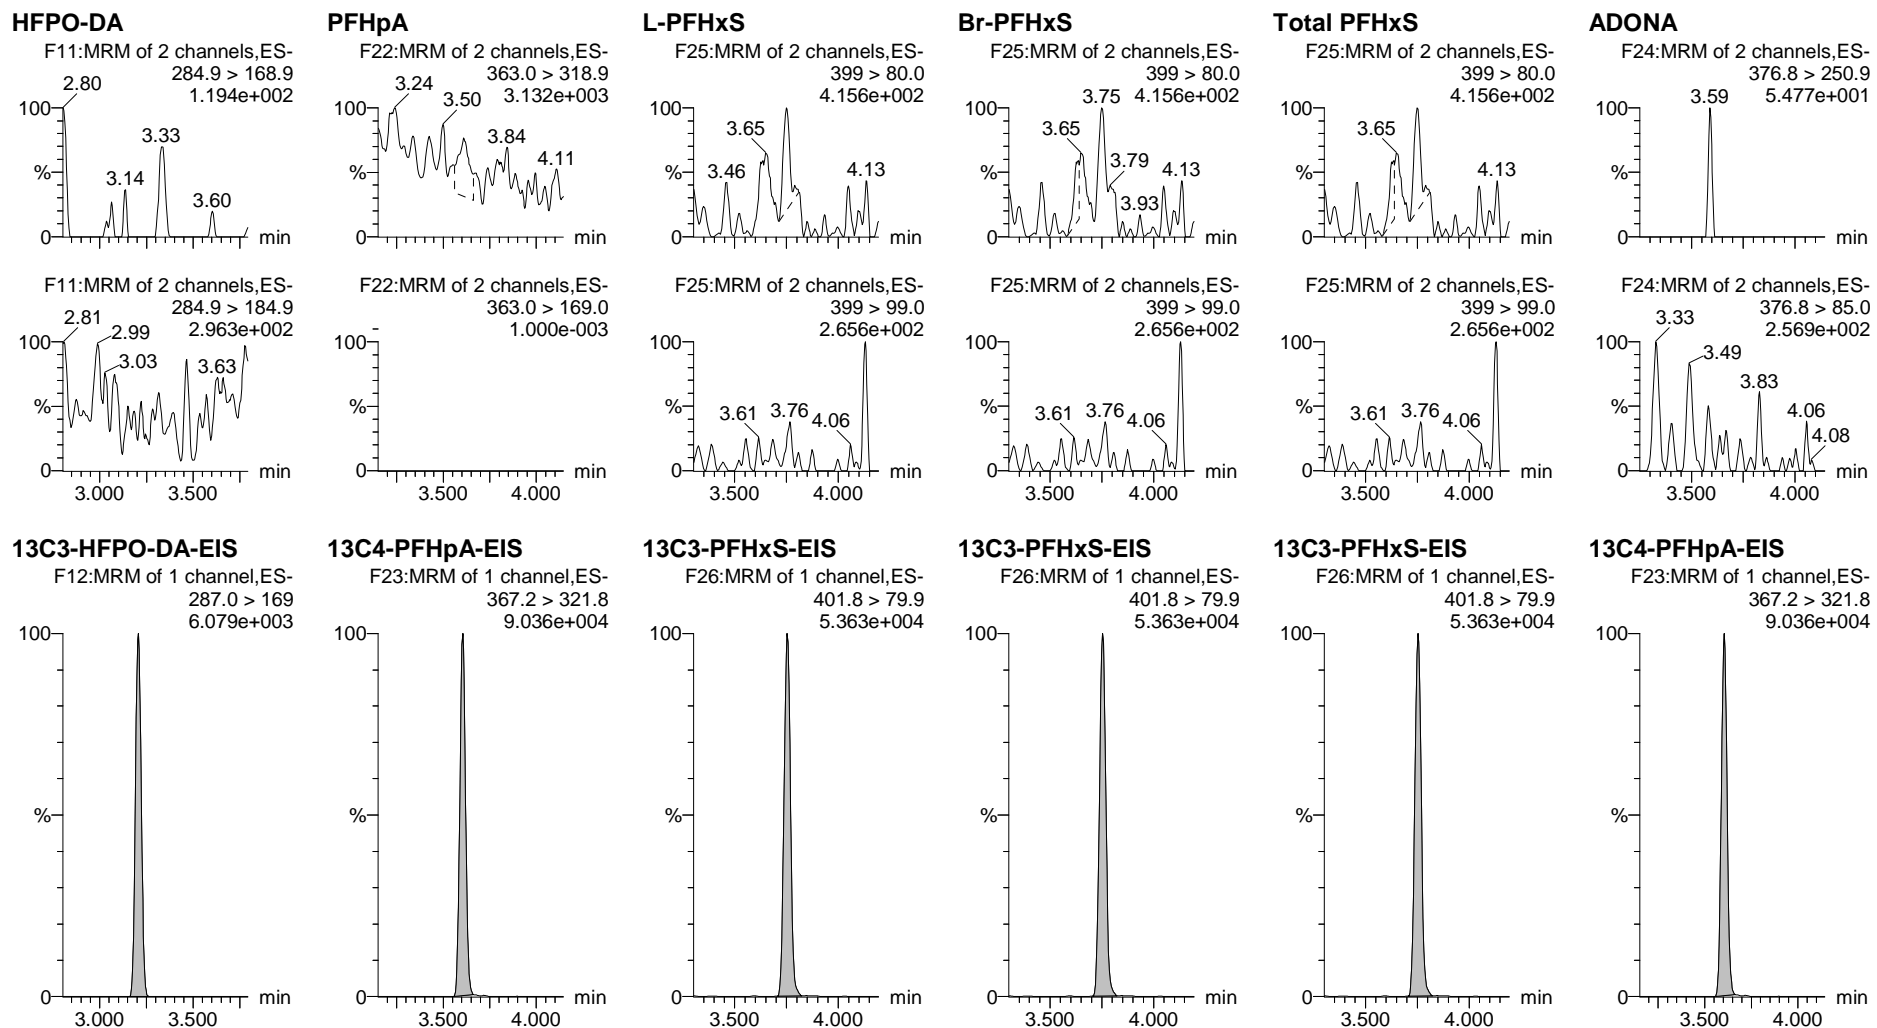 HFPO-DA
F11:MRM of 2 channels,ES-
284.9 > 168.9
1.194e+002
2.80
3.14
3.33
3.60
100
%
0
min
F11:MRM of 2 channels,ES-
284.9 > 184.9
2.963e+002
2.81
2.99
3.03
3.63
100
%
0
min
3.000 3.500
PFHpA
F22:MRM of 2 channels,ES-
363.0 > 318.9
3.132e+003
3.24
3.50
3.84
4.11
100
%
0
min
F22:MRM of 2 channels,ES-
363.0 > 169.0
1.000e-003
100
%
0
min
3.500 4.000
L-PFHxS
F25:MRM of 2 channels,ES-
399 > 80.0
4.156e+002
3.65
3.46
4.13
100
%
0
min
F25:MRM of 2 channels,ES-
399 > 99.0
2.656e+002
3.61
3.76
4.06
100
%
0
min
3.500 4.000
Br-PFHxS
F25:MRM of 2 channels,ES-
399 > 80.0
4.156e+002
3.75
3.65
3.79
3.93
4.13
100
%
0
min
F25:MRM of 2 channels,ES-
399 > 99.0
2.656e+002
3.61
3.76
4.06
100
%
0
min
3.500 4.000
Total PFHxS
F25:MRM of 2 channels,ES-
399 > 80.0
4.156e+002
3.65
4.13
100
%
0
min
F25:MRM of 2 channels,ES-
399 > 99.0
2.656e+002
3.61
3.76
4.06
100
%
0
min
3.500 4.000
ADONA
F24:MRM of 2 channels,ES-
376.8 > 250.9
5.477e+001
3.59
100
%
0
min
F24:MRM of 2 channels,ES-
376.8 > 85.0
2.569e+002
3.33
3.49
3.83
4.06
4.08
100
%
0
min
3.500 4.000
13C3-HFPO-DA-EIS
F12:MRM of 1 channel,ES-
287.0 > 169
6.079e+003
100
%
0
min
3.000 3.500
13C4-PFHpA-EIS
F23:MRM of 1 channel,ES-
367.2 > 321.8
9.036e+004
100
%
0
min
3.500 4.000
13C3-PFHxS-EIS
F26:MRM of 1 channel,ES-
401.8 > 79.9
5.363e+004
100
%
0
min
3.500 4.000
13C3-PFHxS-EIS
F26:MRM of 1 channel,ES-
401.8 > 79.9
5.363e+004
100
%
0
min
3.500 4.000
13C3-PFHxS-EIS
F26:MRM of 1 channel,ES-
401.8 > 79.9
5.363e+004
100
%
0
min
3.500 4.000
13C4-PFHpA-EIS
F23:MRM of 1 channel,ES-
367.2 > 321.8
9.036e+004
100
%
0
min
3.500 4.000